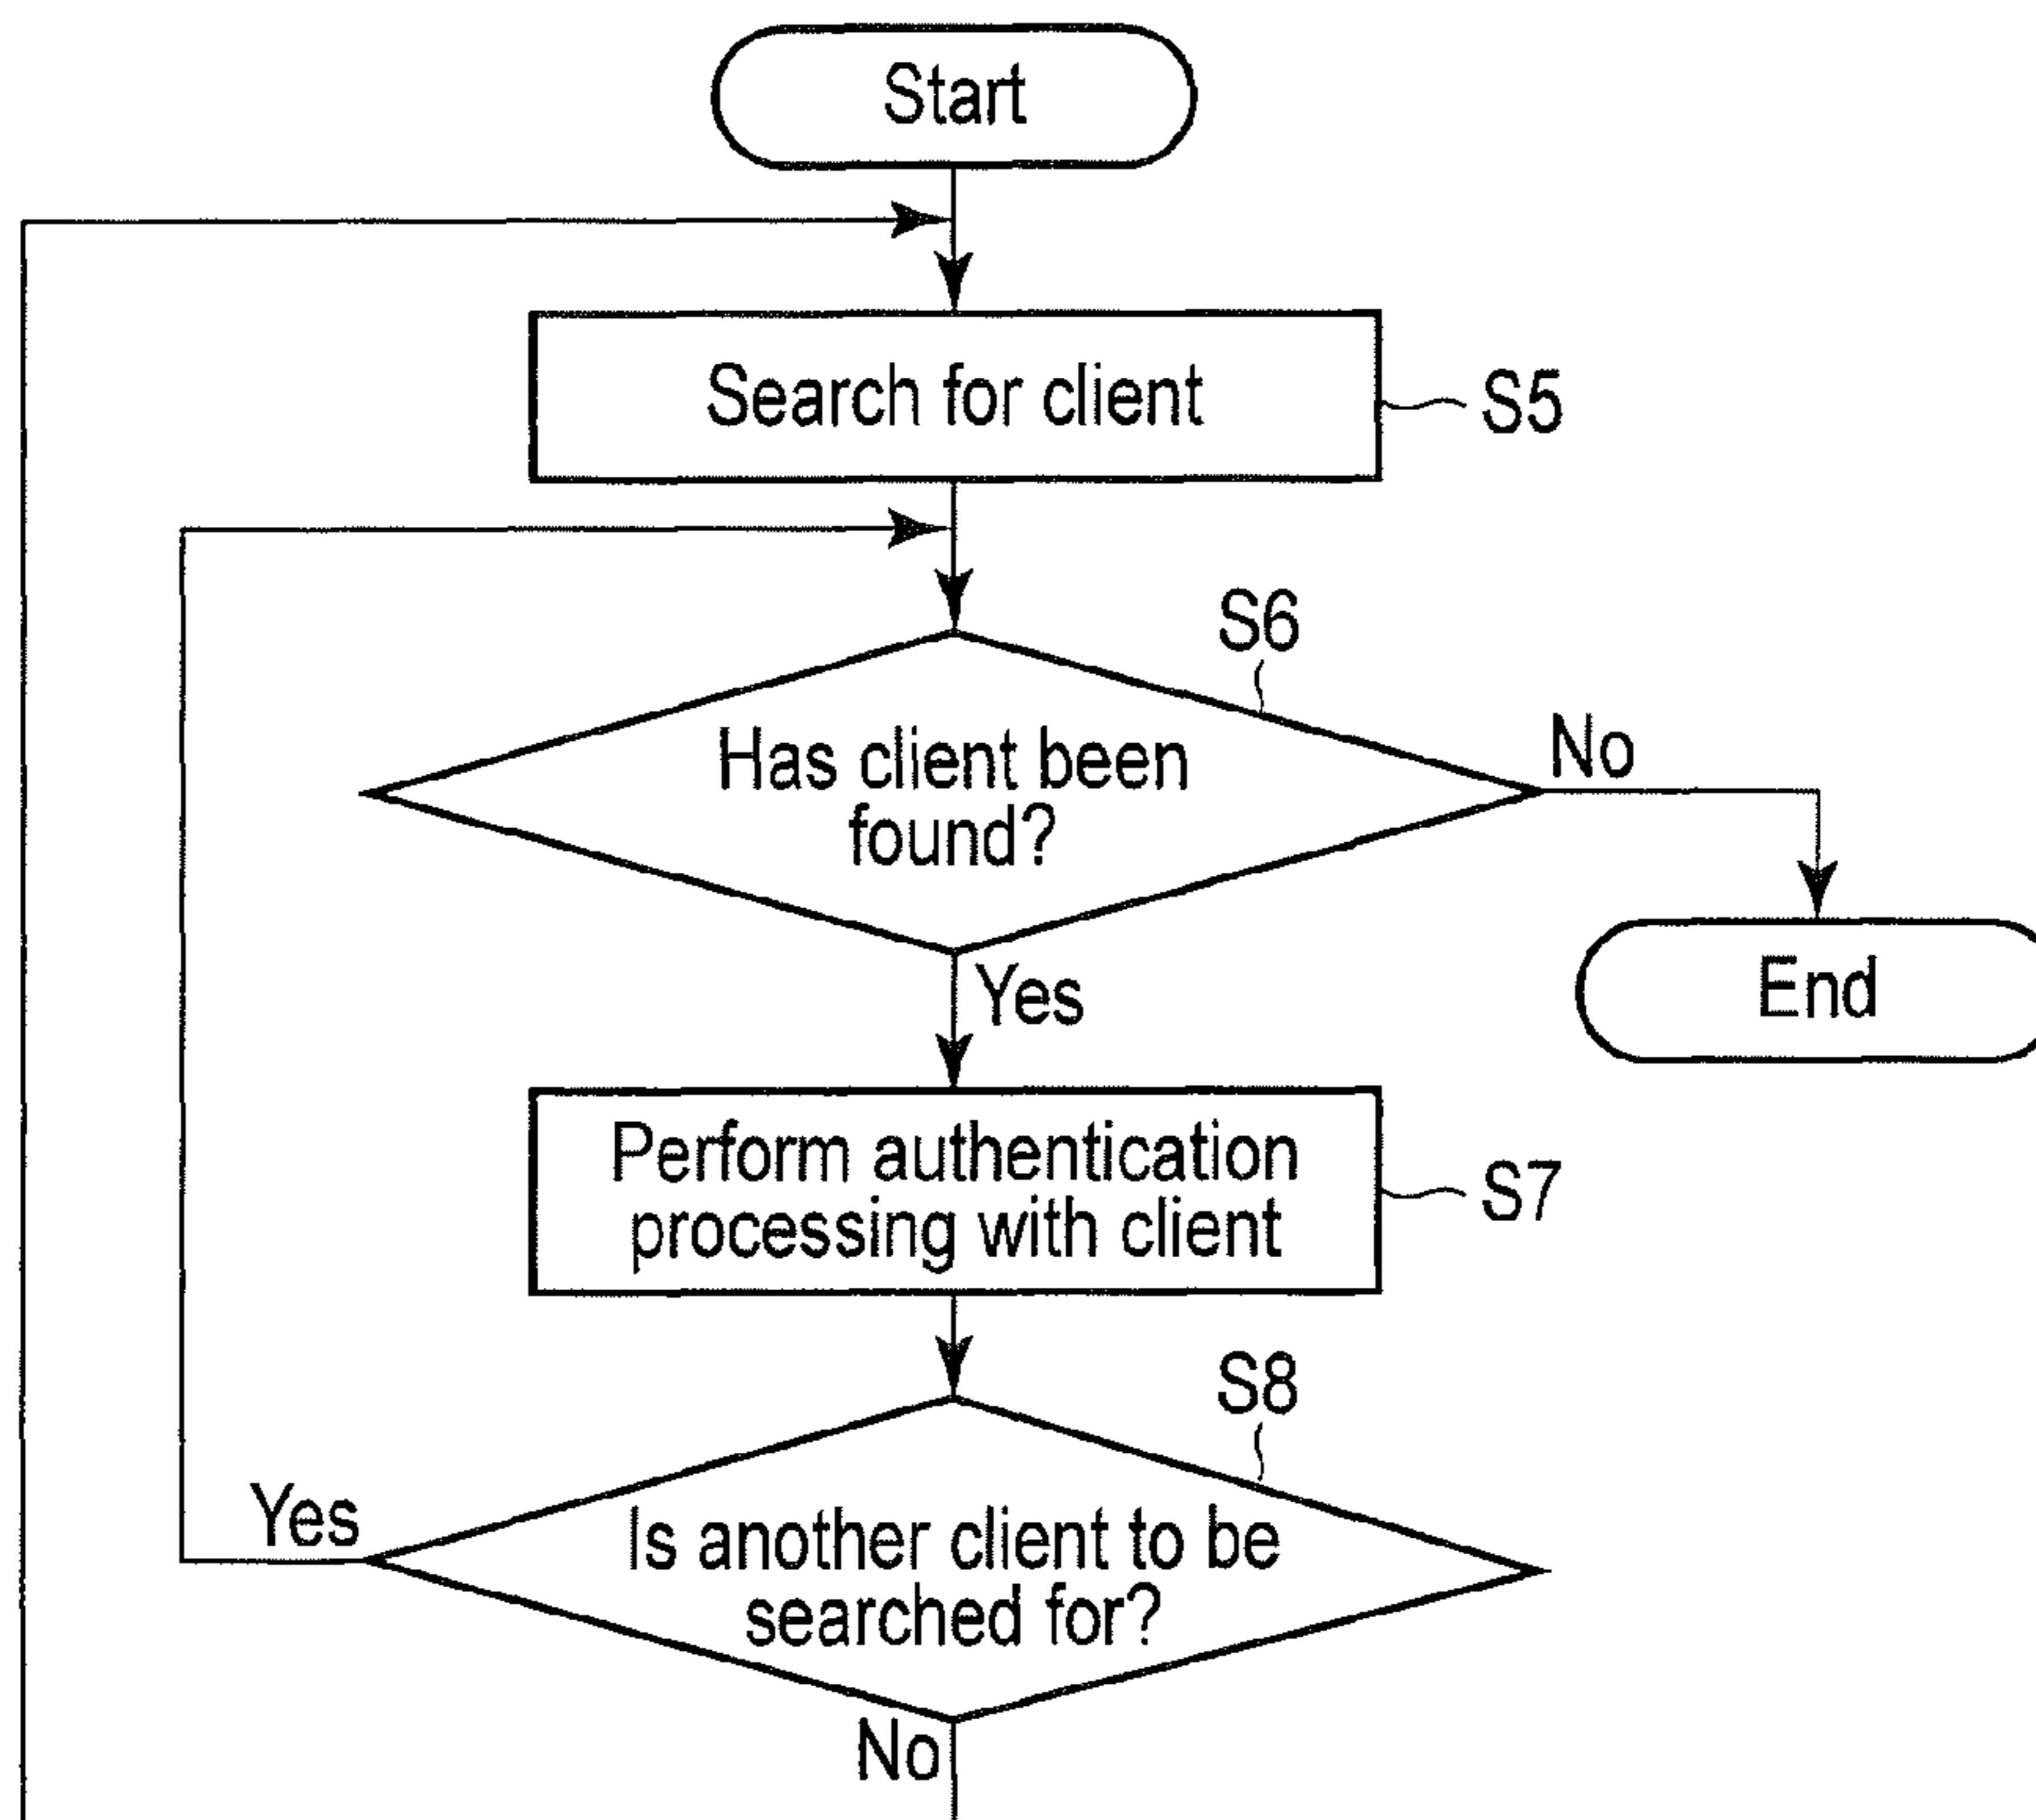 Start
Search for client
S5
S6
Has client been
found?
No
Yes
End
Perform authentication
processing with client
S7
S8
Yes
Is another client to be
searched for?
No